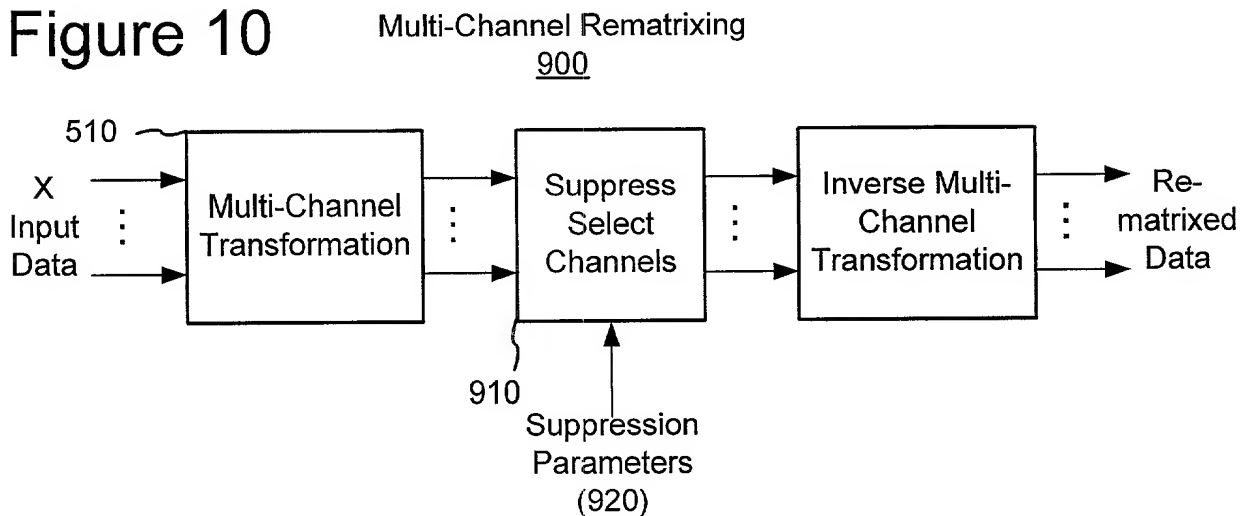 Figure 10
Multi-Channel Rematrixing
900
510
X
Input
Data
Multi-Channel
Transformation
Suppress
Select
Channels
Inverse Multi-
Channel
Transformation
Re-
matrixed
Data
910
Suppression
Parameters
(920)